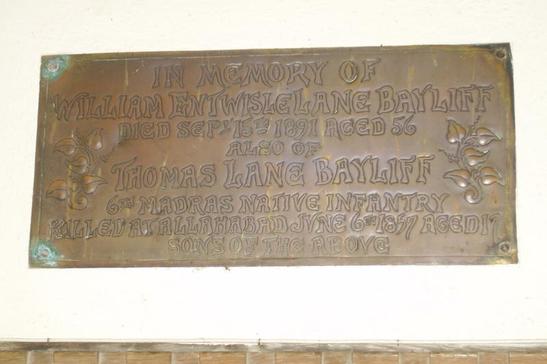 IN MEMORY OF
WILLIAM ENTWISLE LANE BAYLIFF
DIED SEPT 15TH 1891 AGED 56
ALSO OF
THOMAS LANE BAYLIFF
6TH MADRAS NATIVE INFANTRY
KILLED AT ALLAHABAD JUNE 6TH 1857 AGED 17
SONS OF THE ABOVE